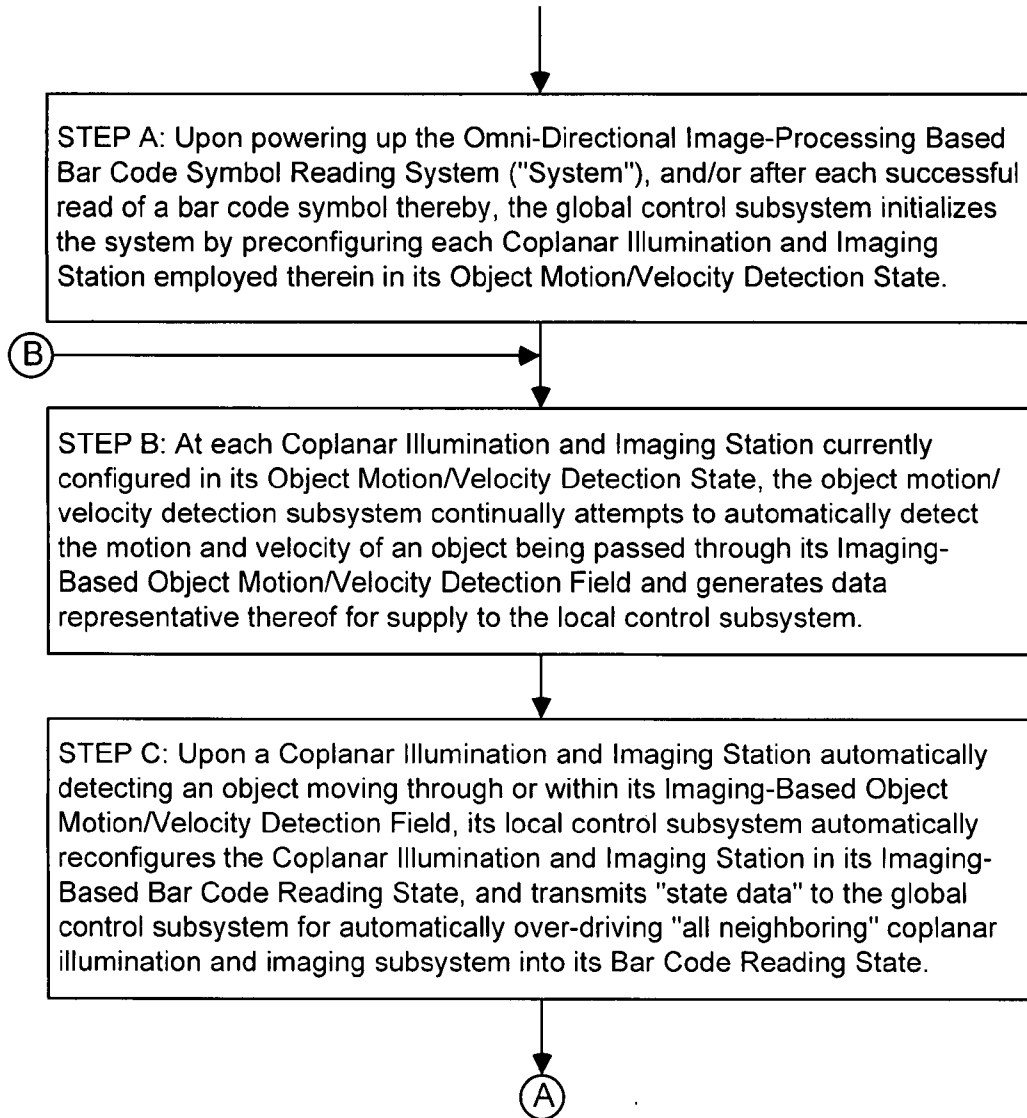 STEP A: Upon powering up the Omni-Directional Image-Processing Based
Bar Code Symbol Reading System ("System"), and/or after each successful
read of a bar code symbol thereby, the global control subsystem initializes
the system by preconfiguring each Coplanar Illumination and Imaging
Station employed therein in its Object Motion/Velocity Detection State.
B
STEP B: At each Coplanar Illumination and Imaging Station currently
configured in its Object Motion/Velocity Detection State, the object motion/
velocity detection subsystem continually attempts to automatically detect
the motion and velocity of an object being passed through its Imaging-
Based Object Motion/Velocity Detection Field and generates data
representative thereof for supply to the local control subsystem.
STEP C: Upon a Coplanar Illumination and Imaging Station automatically
detecting an object moving through or within its Imaging-Based Object
Motion/Velocity Detection Field, its local control subsystem automatically
reconfigures the Coplanar Illumination and Imaging Station in its Imaging-
Based Bar Code Reading State, and transmits "state data" to the global
control subsystem for automatically over-driving "all neighboring" coplanar
illumination and imaging subsystem into its Bar Code Reading State.
A